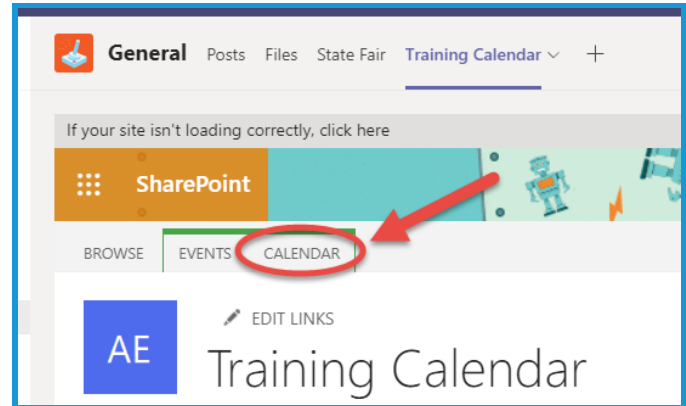 General Posts Files State Fair Training Calendar
If your site isn't loading correctly, click here
SharePoint
BROWSE EVENTS CALENDAR
EDIT LINKS
AE
Training Calendar